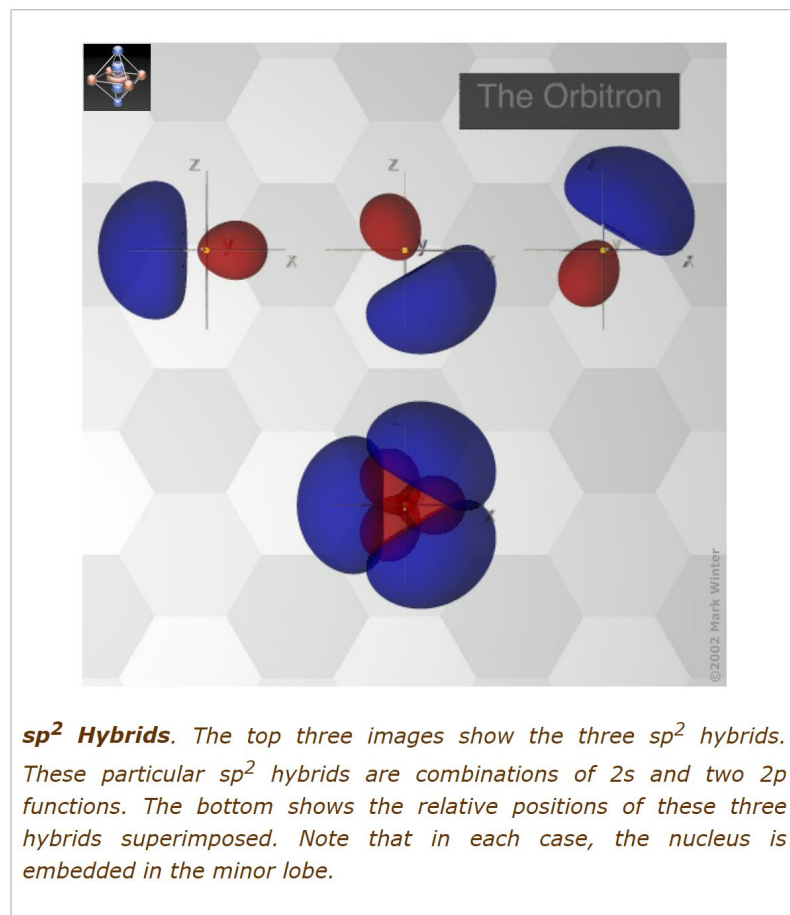 The Orbitron
Z
Z
Z
y
X
y
X
y
X
Z
X
©2002 Mark Winter
sp² Hybrids. The top three images show the three sp² hybrids.
These particular sp² hybrids are combinations of 2s and two 2p
functions. The bottom shows the relative positions of these three
hybrids superimposed. Note that in each case, the nucleus is
embedded in the minor lobe.